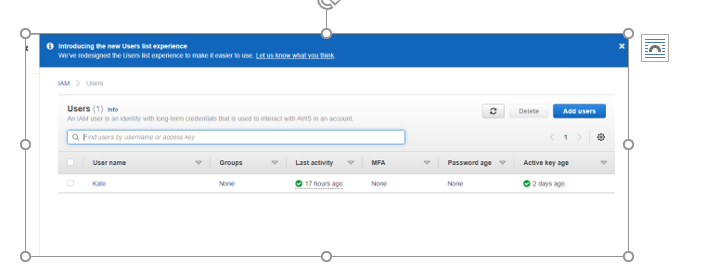 Introducing the new Users list experience
We've redesigned the Users list experience to make it easier to use. Let us know what you think.
IAM > Users
Users (1) Info
An IAM user is an identity with long-term credentials that is used to interact with AWS in an account.
Delete
Add users
Find users by username or access key
1
User name Groups Last activity MFA Password age Active key age
Kate None 17 hours ago None None 2 days ago